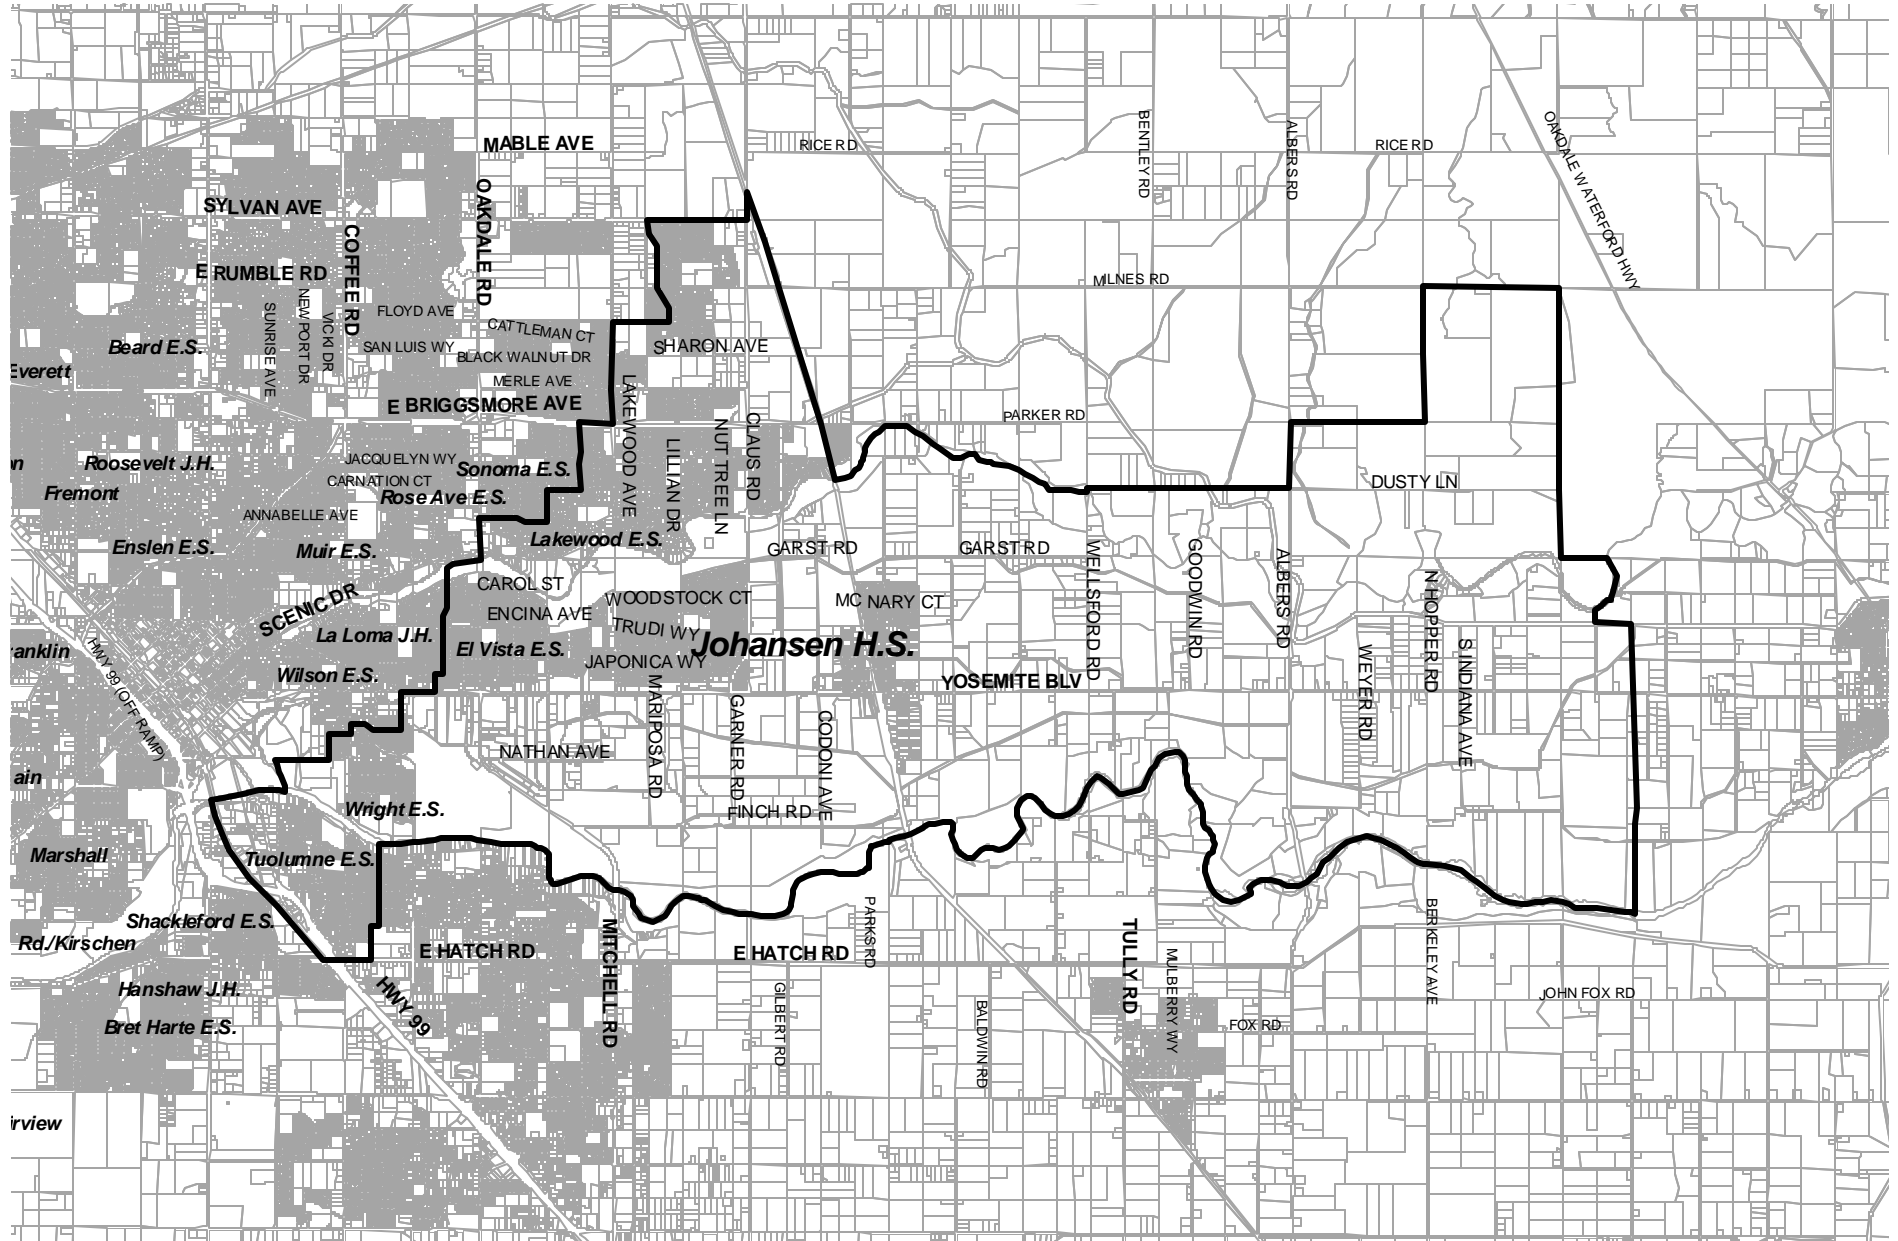 MABLE AVE
RICE RD
RICE RD
BENTLEY RD
ALBERS RD
OAKDALE WATERFORD HWY
SYLVAN AVE
OAKDALE RD
COFFEE RD
E RUMBLE RD
MILNES RD
SUNRISE AVE
NEWPORT DR
VICKI DR
FLOYD AVE
CATTLEMAN CT
Beard E.S.
SAN LUIS WY
BLACK WALNUT DR
SHARON AVE
Everett
MERLE AVE
E BRIGGSMORE AVE
LAKEWOOD AVE
PARKER RD
NUT TREE LN
CLAUS RD
LILLIAN DR
Roosevelt J.H.
JACQUELYN WY
Sonoma E.S.
CARNATION CT
DUSTY LN
Fremont
Rose Ave E.S.
ANNABELLE AVE
Enslen E.S.
Muir E.S.
Lakewood E.S.
GARST RD
GARST RD
WELLSFORD RD
GOODWIN RD
ALBERS RD
CAROL ST
SCENIC DR
WOODSTOCK CT
MC NARY CT
N HOPPER RD
ENCINA AVE
La Loma J.H.
TRUDI WY
Johansen H.S.
El Vista E.S.
anklin
HWY 99 (OFF RAMP)
JAPONICA WY
Wilson E.S.
YOSEMITE BLV
WEYER RD
S INDIANA AVE
MARIPOSA RD
GARNER RD
CODONI AVE
NATHAN AVE
ain
Wright E.S.
FINCH RD
Marshall
Tuolumne E.S.
Shackleford E.S.
Rd./Kirschen
E HATCH RD
MITCHELL RD
E HATCH RD
PARKS RD
TULLY RD
MULBERRY WY
BERKELEY AVE
Hanshaw J.H.
HWY 99
GILBERT RD
BALDWIN RD
JOHN FOX RD
Bret Harte E.S.
FOX RD
irview